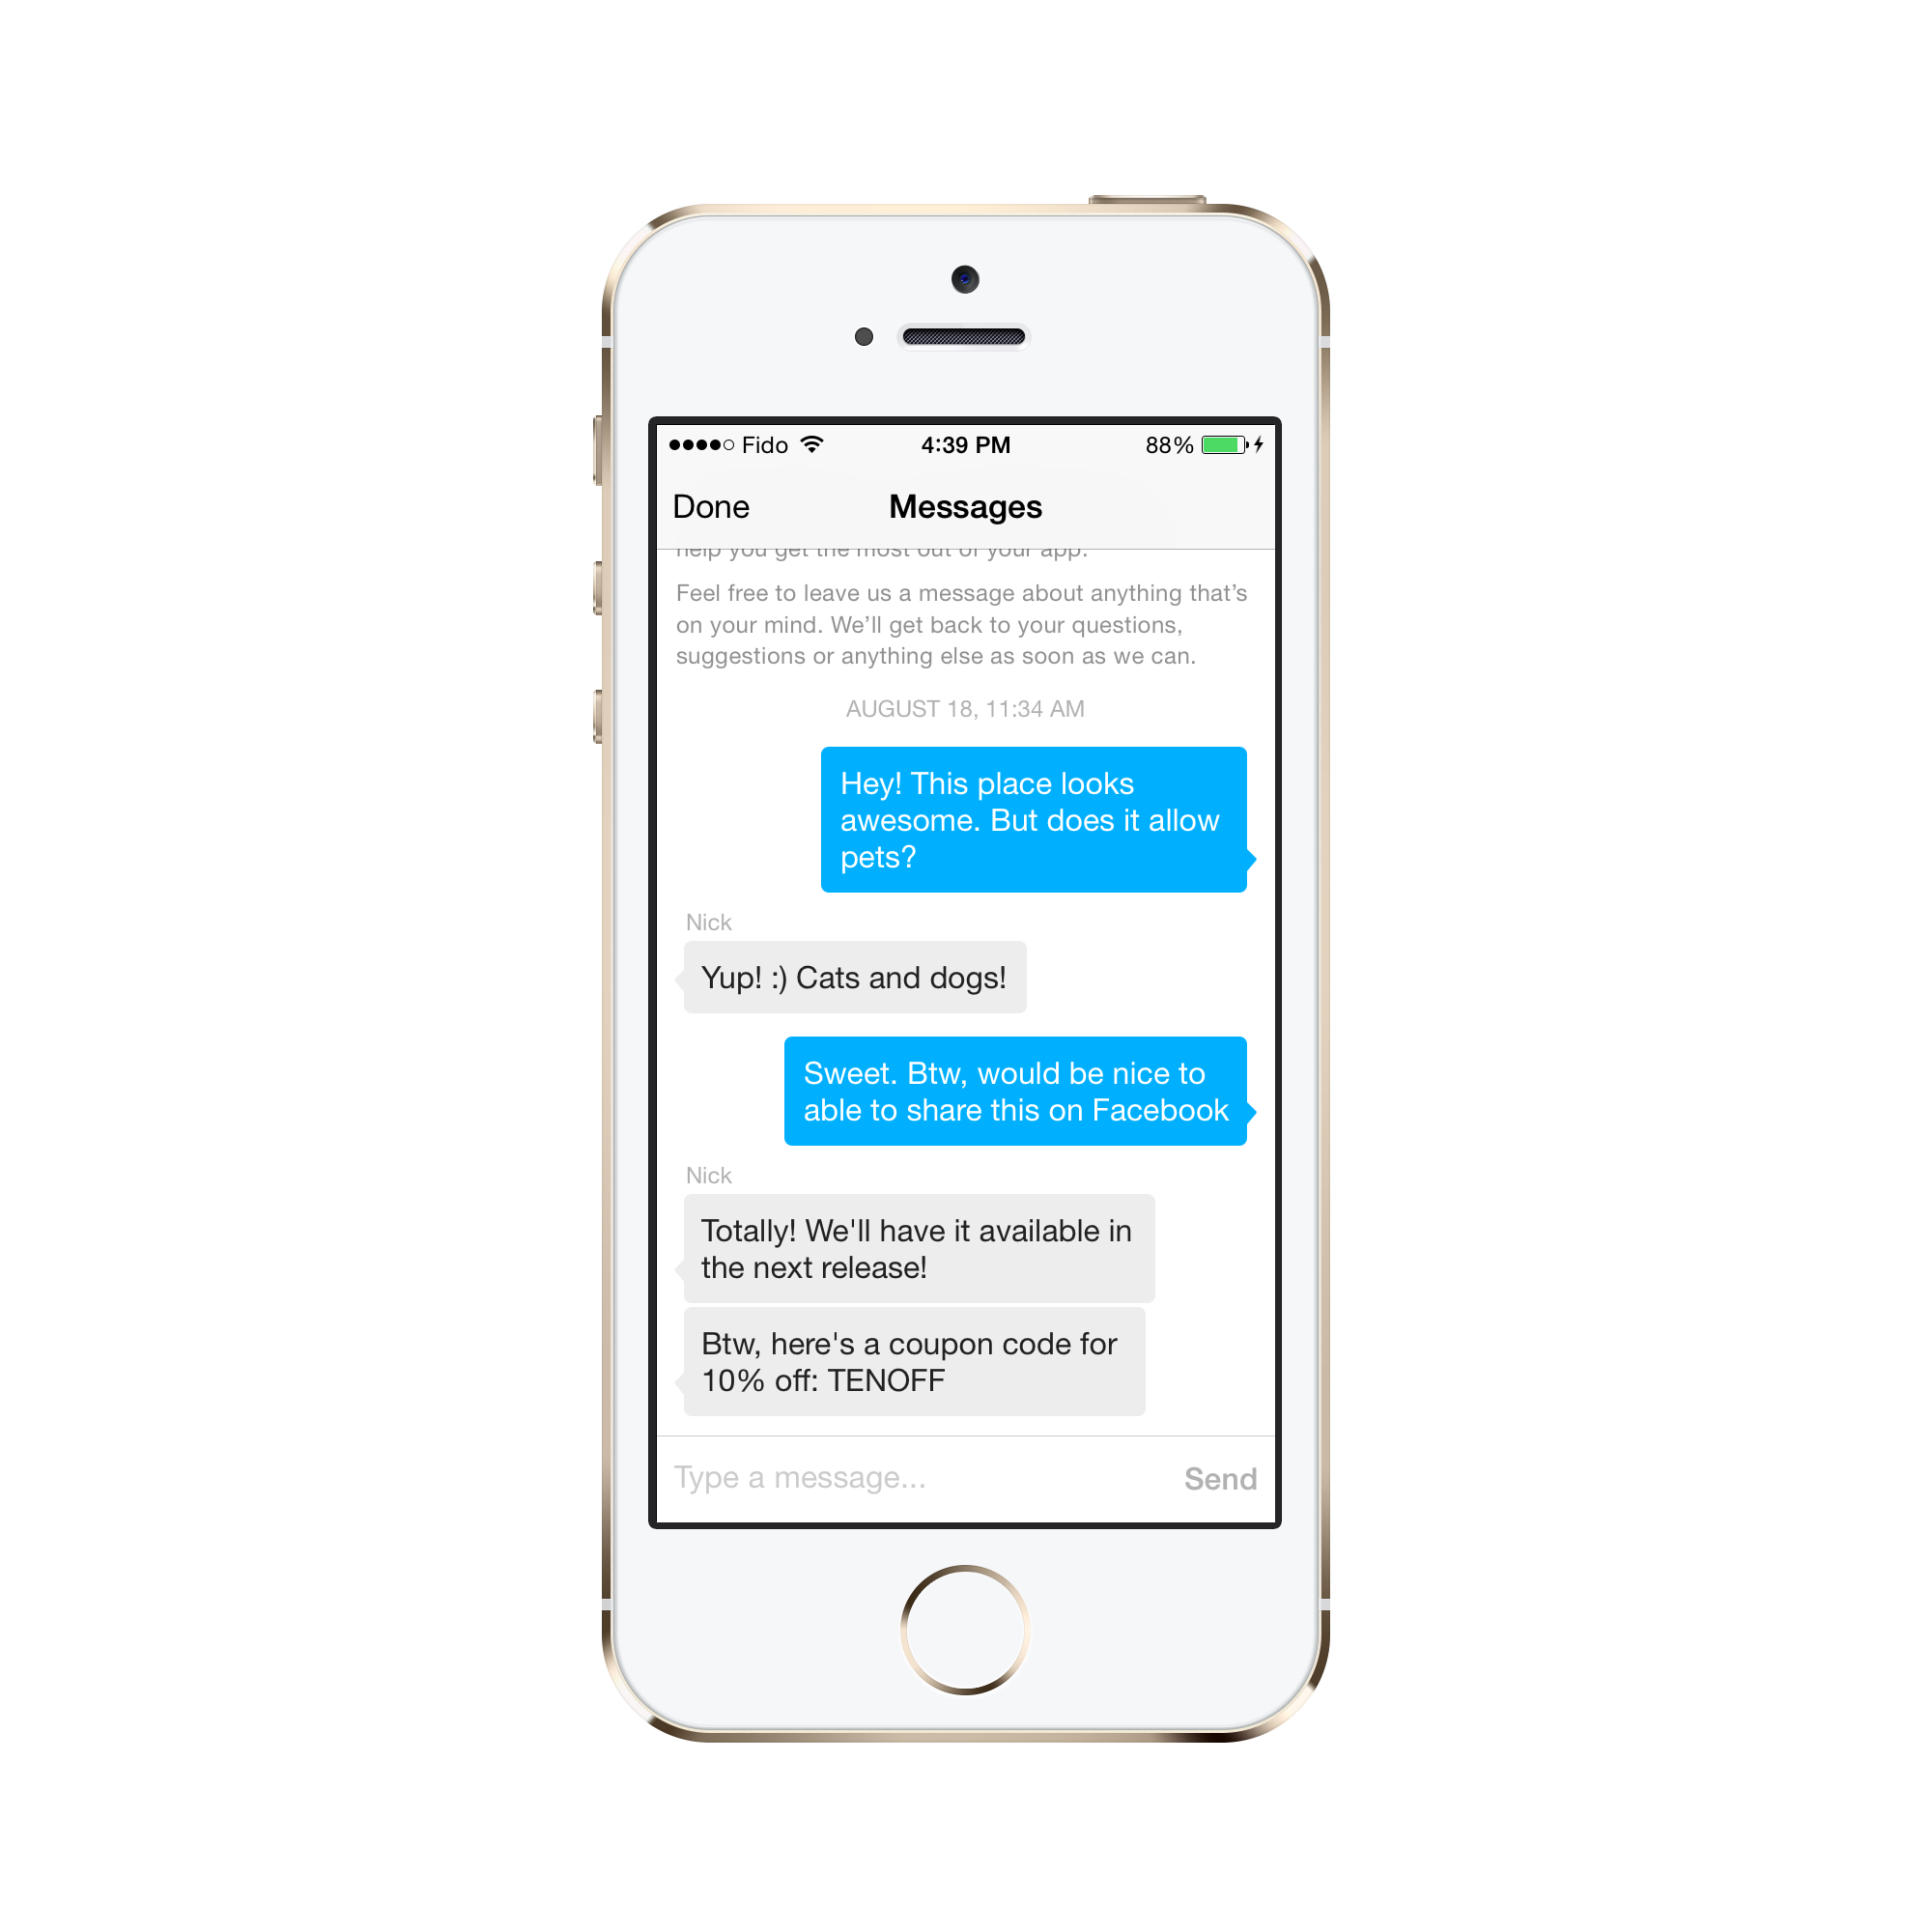 Fido 4:39 PM 88%
Done Messages
help you get the most out of your app.
Feel free to leave us a message about anything that’s
on your mind. We’ll get back to your questions,
suggestions or anything else as soon as we can.
AUGUST 18, 11:34 AM
Hey! This place looks
awesome. But does it allow
pets?
Nick
Yup! :) Cats and dogs!
Sweet. Btw, would be nice to
able to share this on Facebook
Nick
Totally! We'll have it available in
the next release!
Btw, here's a coupon code for
10% off: TENOFF
Type a message... Send